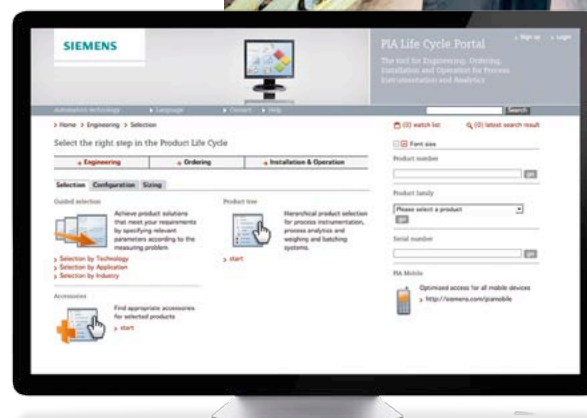 SIEMENS
PIA Life Cycle Portal
The tool for Engineering, Ordering,
Installation and Operation for Process
Instrumentation and Analytics
Sign up Login
Automation technology Language Contact Help
Search
Home > Engineering > Selection
(0) watch list (0) latest search result
Select the right step in the Product Life Cycle
Engineering Ordering Installation & Operation
Selection Configuration Sizing
Guided selection
Achieve product solutions
that meet your requirements
by specifying relevant
parameters according to the
measuring problem
Selection by Technology
Selection by Application
Selection by Industry
Product tree
Hierarchical product selection
for process instrumentation,
process analytics and
weighing and batching
systems.
start
Accessories
Find appropriate accessories
for selected products
start
Font size
Product number
go
Product family
Please select a product
go
Serial number
go
PIA Mobile
Optimized access for all mobile devices
http://siemens.com/piamobile